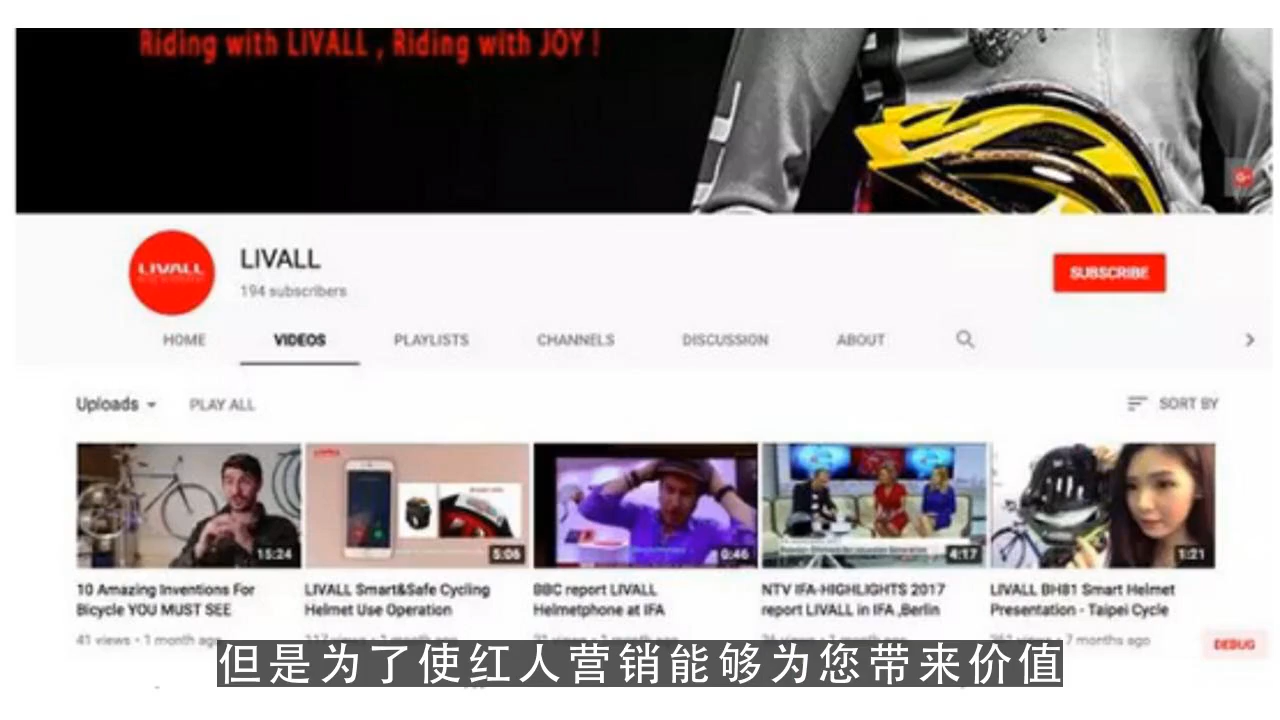 Riding with LIVALL , Riding with JOY !
G+
LIVALL
LIVALL
194 subscribers
SUBSCRIBE
HOME
VIDEOS
PLAYLISTS
CHANNELS
DISCUSSION
ABOUT
Uploads
PLAY ALL
SORT BY
15:24
5:06
0:46
4:17
1:21
10 Amazing Inventions For
Bicycle YOU MUST SEE
41 views • 1 month ago
LIVALL Smart&Safe Cycling
Helmet Use Operation
BBC report LIVALL
Helmetphone at IFA
NTV IFA-HIGHLIGHTS 2017
report LIVALL in IFA ,Berlin
LIVALL BH81 Smart Helmet
Presentation - Taipei Cycle
7 months ago
DEBUG
但是为了使红人营销能够为您带来价值